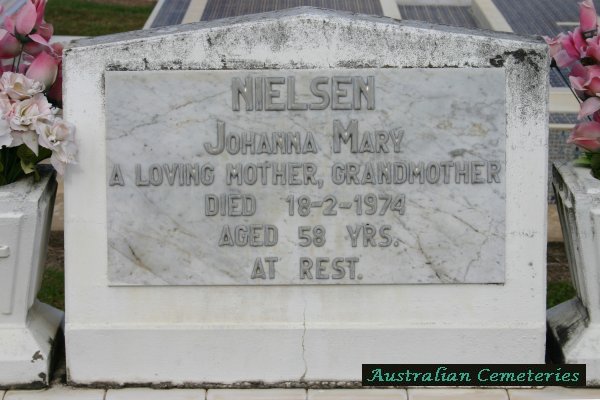 NIELSEN
JOHANNA MARY
A LOVING MOTHER, GRANDMOTHER
DIED 18-2-1974
AGED 58 YRS.
AT REST.
Australian Cemeteries